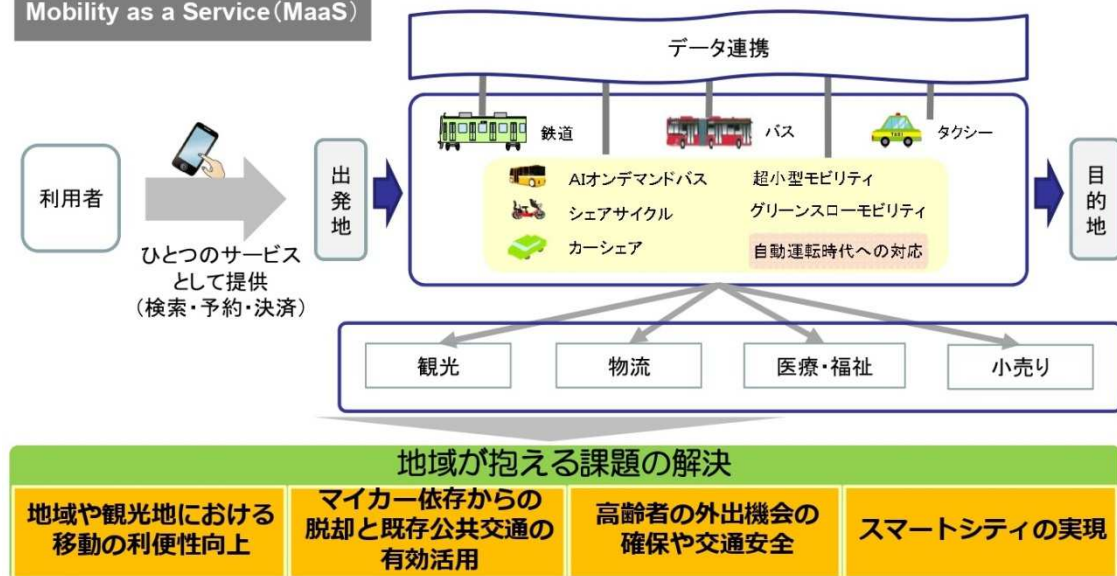 Mobility as a Service(MaaS)
データ連携
鉄道
バス
TAXI
タクシー
利用者
出発地
AIオンデマンドバス
超小型モビリティ
シェアサイクル
グリーンスローモビリティ
カーシェア
自動運転時代への対応
目的地
ひとつのサービス
として提供
(検索・予約・決済)
観光
物流
医療・福祉
小売り
地域が抱える課題の解決
地域や観光地における
移動の利便性向上
マイカー依存からの
脱却と既存公共交通の
有効活用
高齢者の外出機会の
確保や交通安全
スマートシティの実現